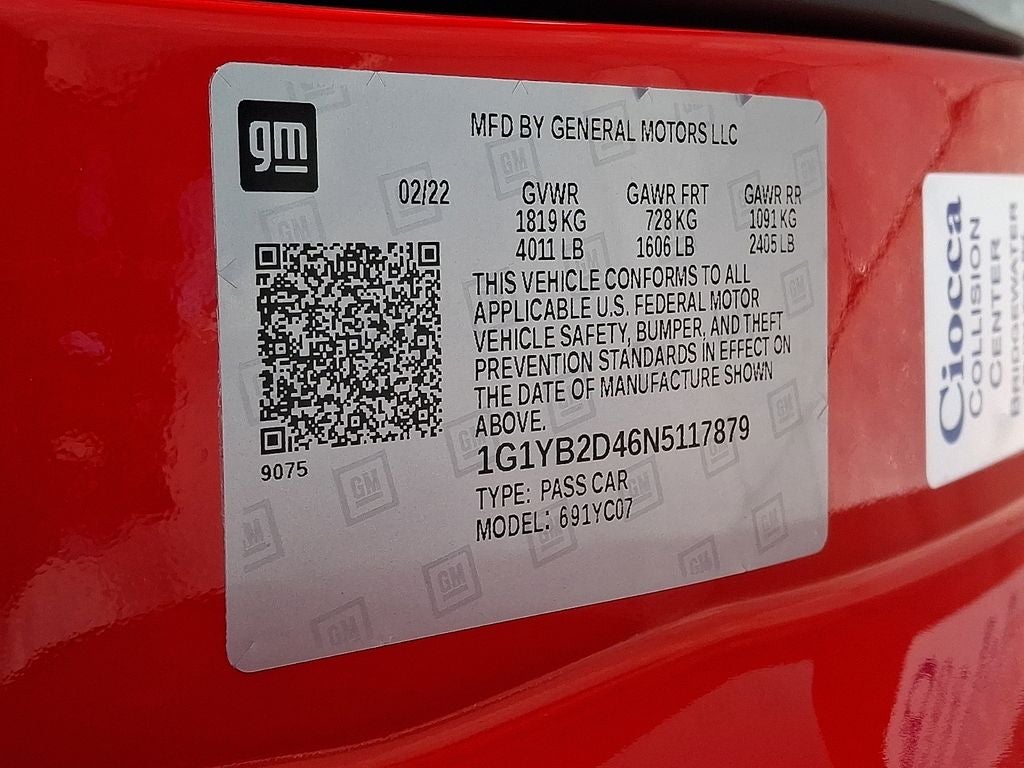 gm
MFD BY GENERAL MOTORS LLC
02/22 GVWR GAWR FRT GAWR RR
1819 KG 728 KG 1091 KG
4011 LB 1606 LB 2405 LB
THIS VEHICLE CONFORMS TO ALL
APPLICABLE U.S. FEDERAL MOTOR
VEHICLE SAFETY, BUMPER, AND THEFT
PREVENTION STANDARDS IN EFFECT ON
THE DATE OF MANUFACTURE SHOWN
ABOVE.
1G1YB2D46N5117879
TYPE: PASS CAR
MODEL: 691YC07
9075
Ciocca
COLLISION
CENTER
BRIDGEWATER